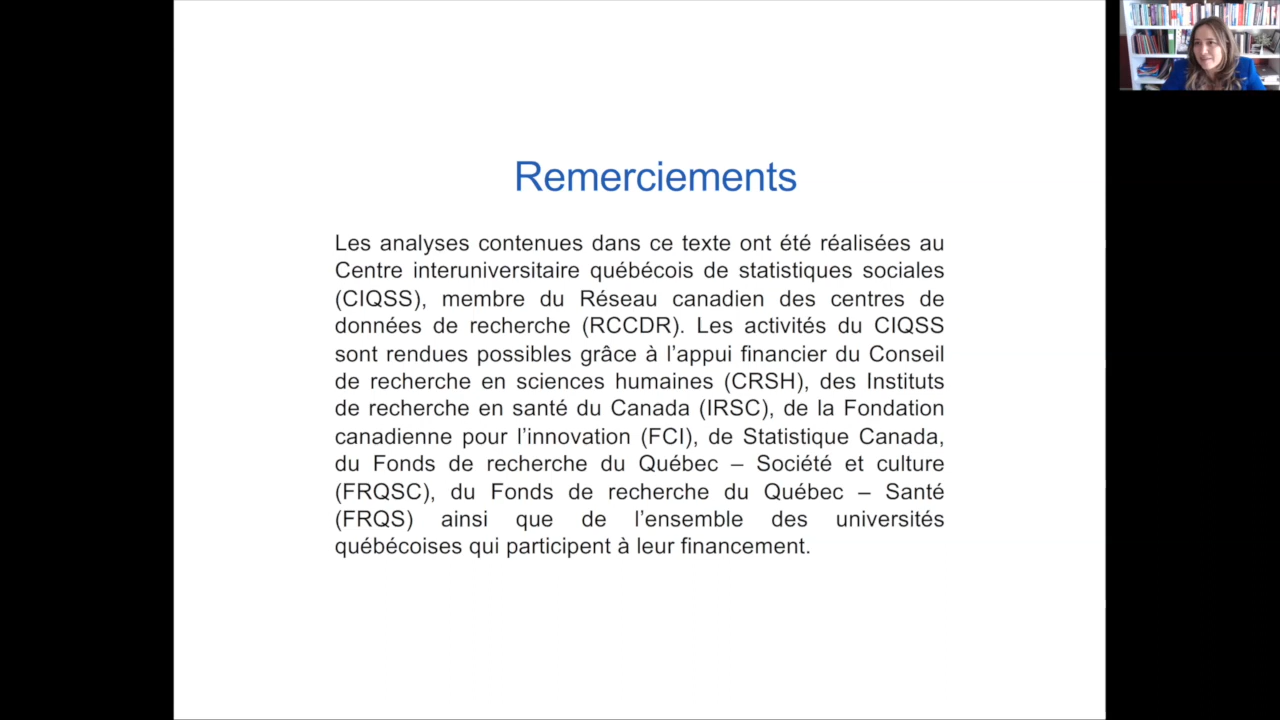 Remerciements
Les analyses contenues dans ce texte ont été réalisées au
Centre interuniversitaire québécois de statistiques sociales
(CIQSS), membre du Réseau canadien des centres de
données de recherche (RCCDR). Les activités du CIQSS
sont rendues possibles grâce à l’appui financier du Conseil
de recherche en sciences humaines (CRSH), des Instituts
de recherche en santé du Canada (IRSC), de la Fondation
canadienne pour l’innovation (FCI), de Statistique Canada,
du Fonds de recherche du Québec – Société et culture
(FRQSC), du Fonds de recherche du Québec – Santé
(FRQS) ainsi que de l’ensemble des universités
québécoises qui participent à leur financement.